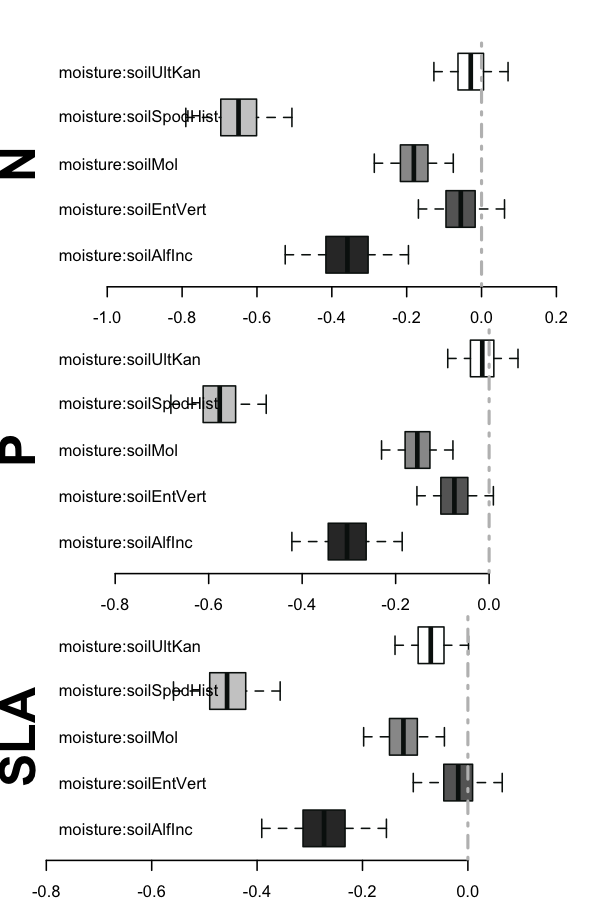 N
moisture:soilUltKan
moisture:soilSpodHist
moisture:soilMol
moisture:soilEntVert
moisture:soilAlfInc
-1.0 -0.8 -0.6 -0.4 -0.2 0.0 0.2
P
moisture:soilUltKan
moisture:soilSpodHist
moisture:soilMol
moisture:soilEntVert
moisture:soilAlfInc
-0.8 -0.6 -0.4 -0.2 0.0
SLA
moisture:soilUltKan
moisture:soilSpodHist
moisture:soilMol
moisture:soilEntVert
moisture:soilAlfInc
-0.8 -0.6 -0.4 -0.2 0.0